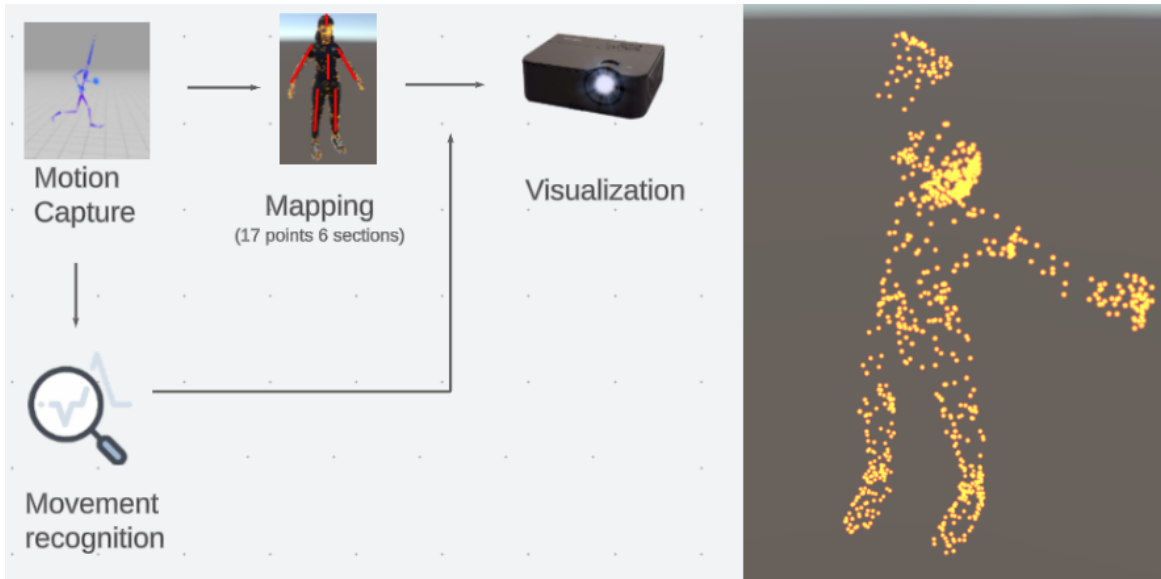 Motion
Capture
Mapping
(17 points 6 sections)
Visualization
Movement
recognition